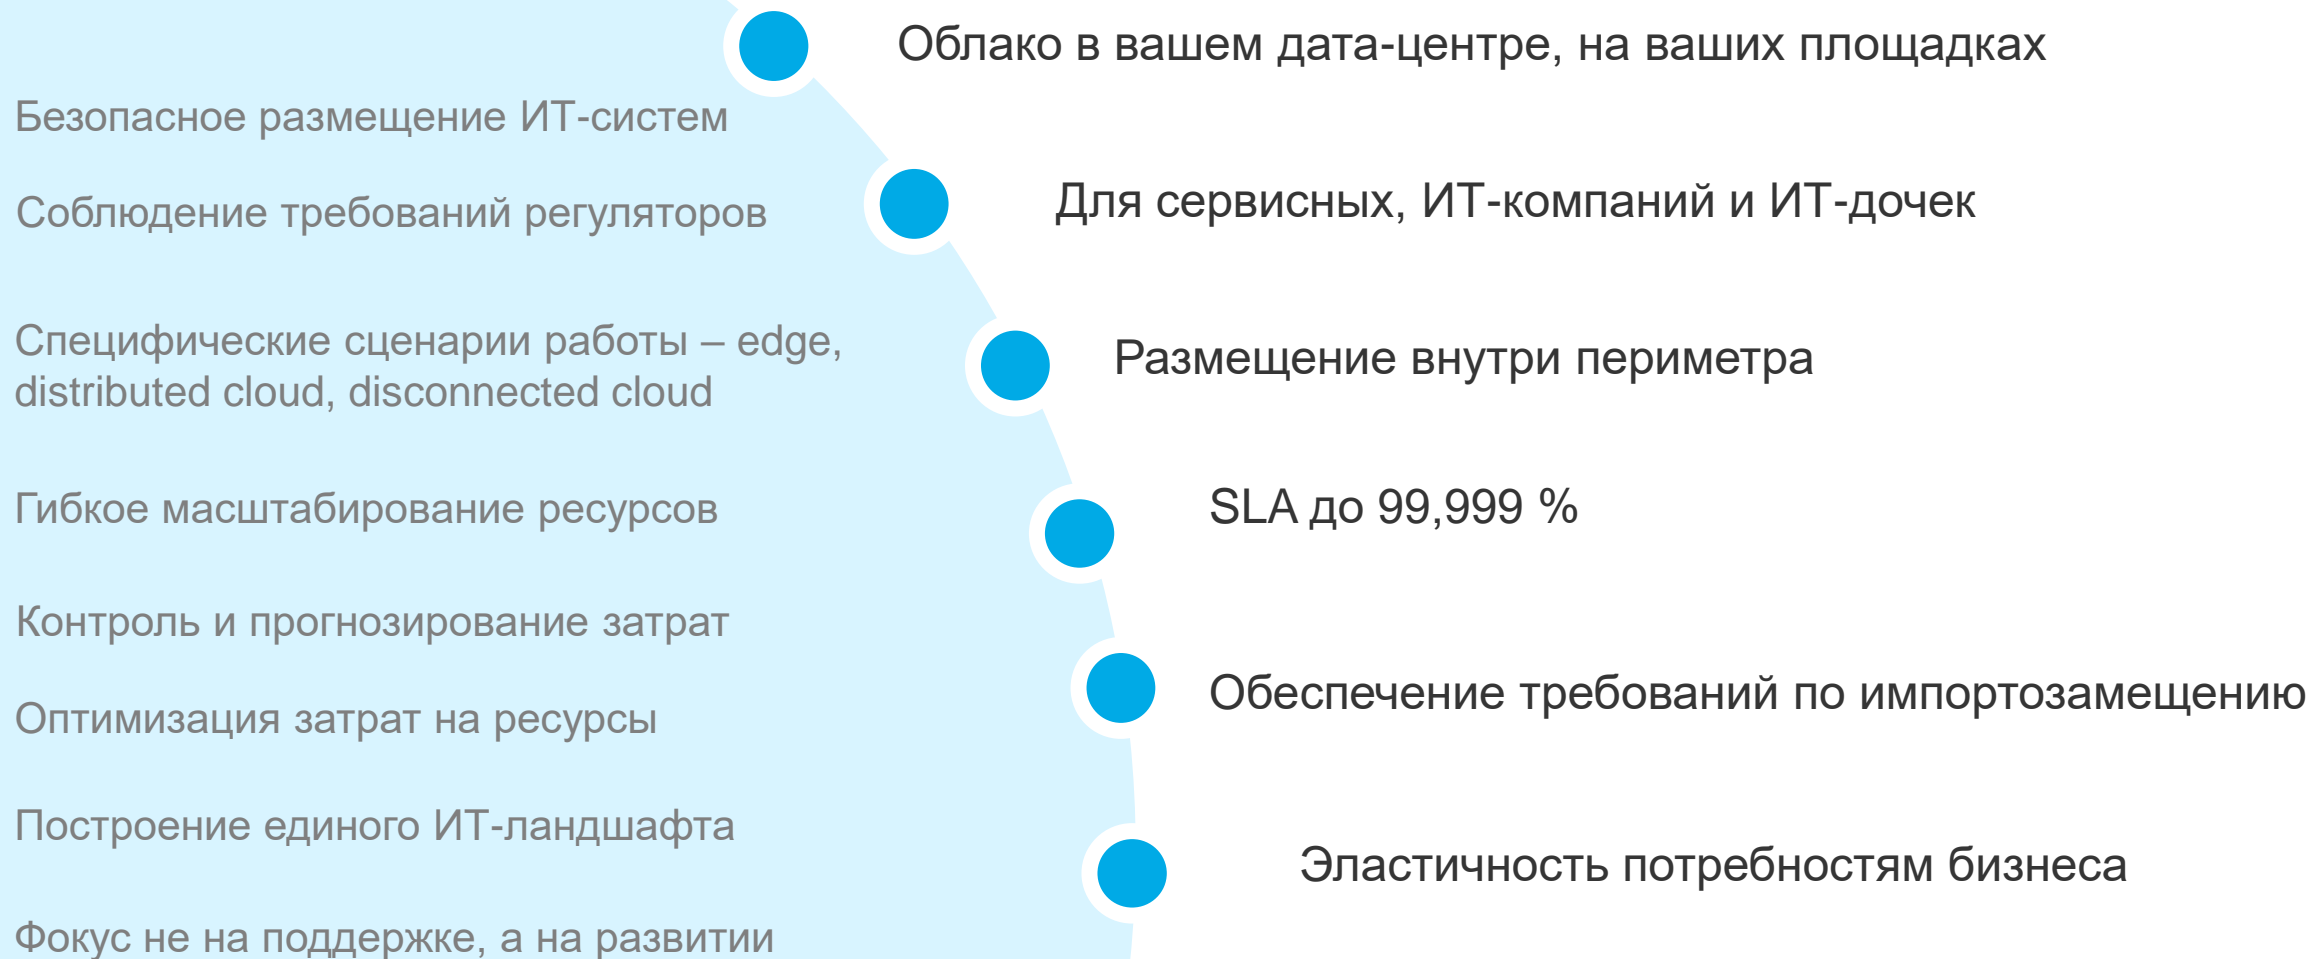 Безопасное размещение ИТ-систем
Соблюдение требований регуляторов
Специфические сценарии работы – edge,
distributed cloud, disconnected cloud
Гибкое масштабирование ресурсов
Контроль и прогнозирование затрат
Оптимизация затрат на ресурсы
Построение единого ИТ-ландшафта
Фокус не на поддержке, а на развитии
Облако в вашем дата-центре, на ваших площадках
Для сервисных, ИТ-компаний и ИТ-дочек
Размещение внутри периметра
SLA до 99,999 %
Обеспечение требований по импортозамещению
Эластичность потребностям бизнеса